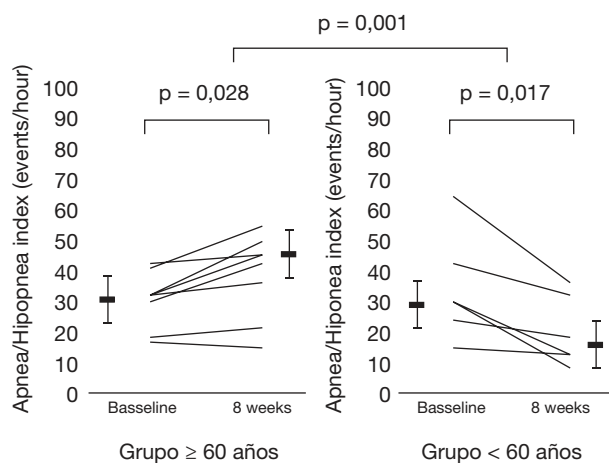 p = 0,001
p = 0,028
p = 0,017
Apnea/Hipopnea index (events/hour)
100
90
80
70
60
50
40
30
20
10
0
Basseline
8 weeks
Grupo ≥ 60 años
Apnea/Hiponea index (events/hour)
100
90
80
70
60
50
40
30
20
10
0
Basseline
8 weeks
Grupo < 60 años